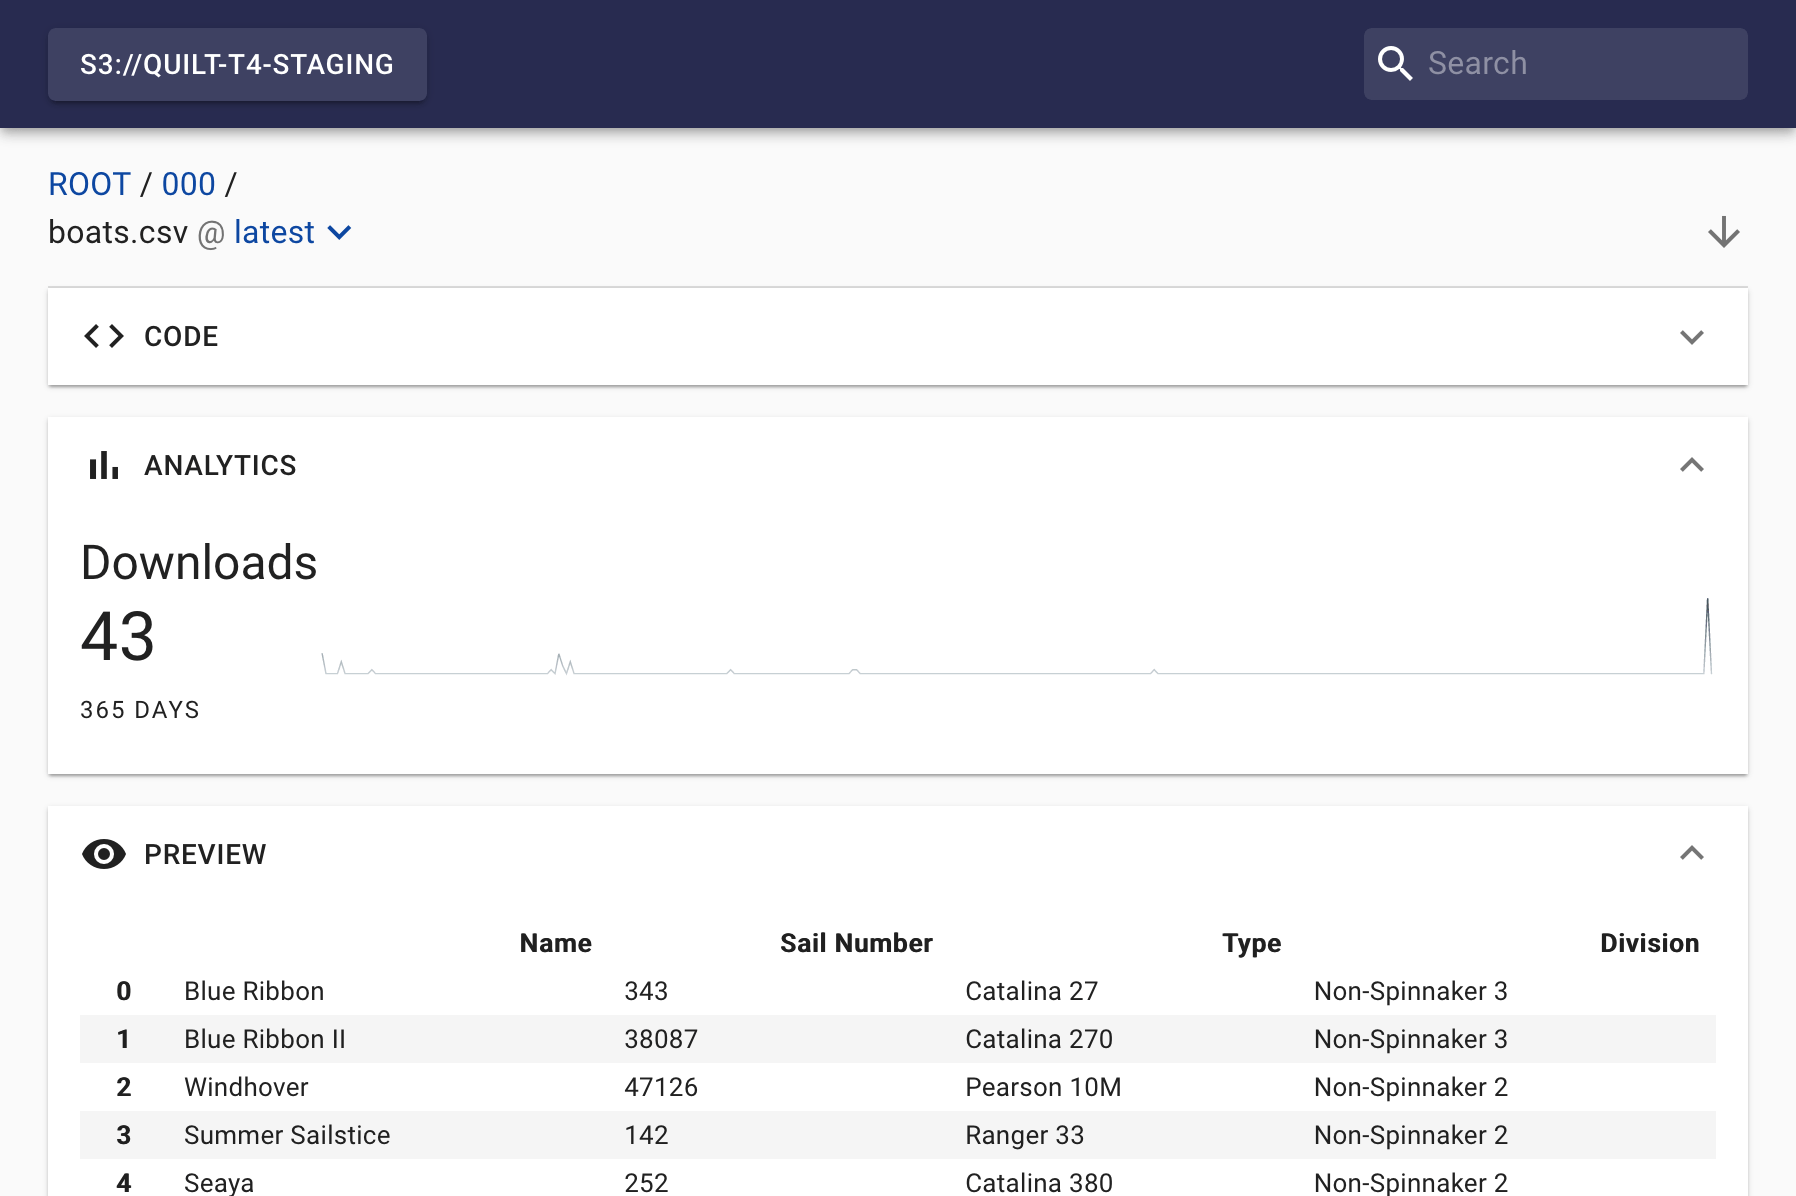 S3://QUILT-T4-STAGING
Search
ROOT / 000 /
boats.csv @ latest
CODE
ANALYTICS
Downloads
43
365 DAYS
PREVIEW
Name Sail Number Type Division
0 Blue Ribbon 343 Catalina 27 Non-Spinnaker 3
1 Blue Ribbon II 38087 Catalina 270 Non-Spinnaker 3
2 Windhover 47126 Pearson 10M Non-Spinnaker 2
3 Summer Sailstice 142 Ranger 33 Non-Spinnaker 2
4 Seaya 252 Catalina 380 Non-Spinnaker 2